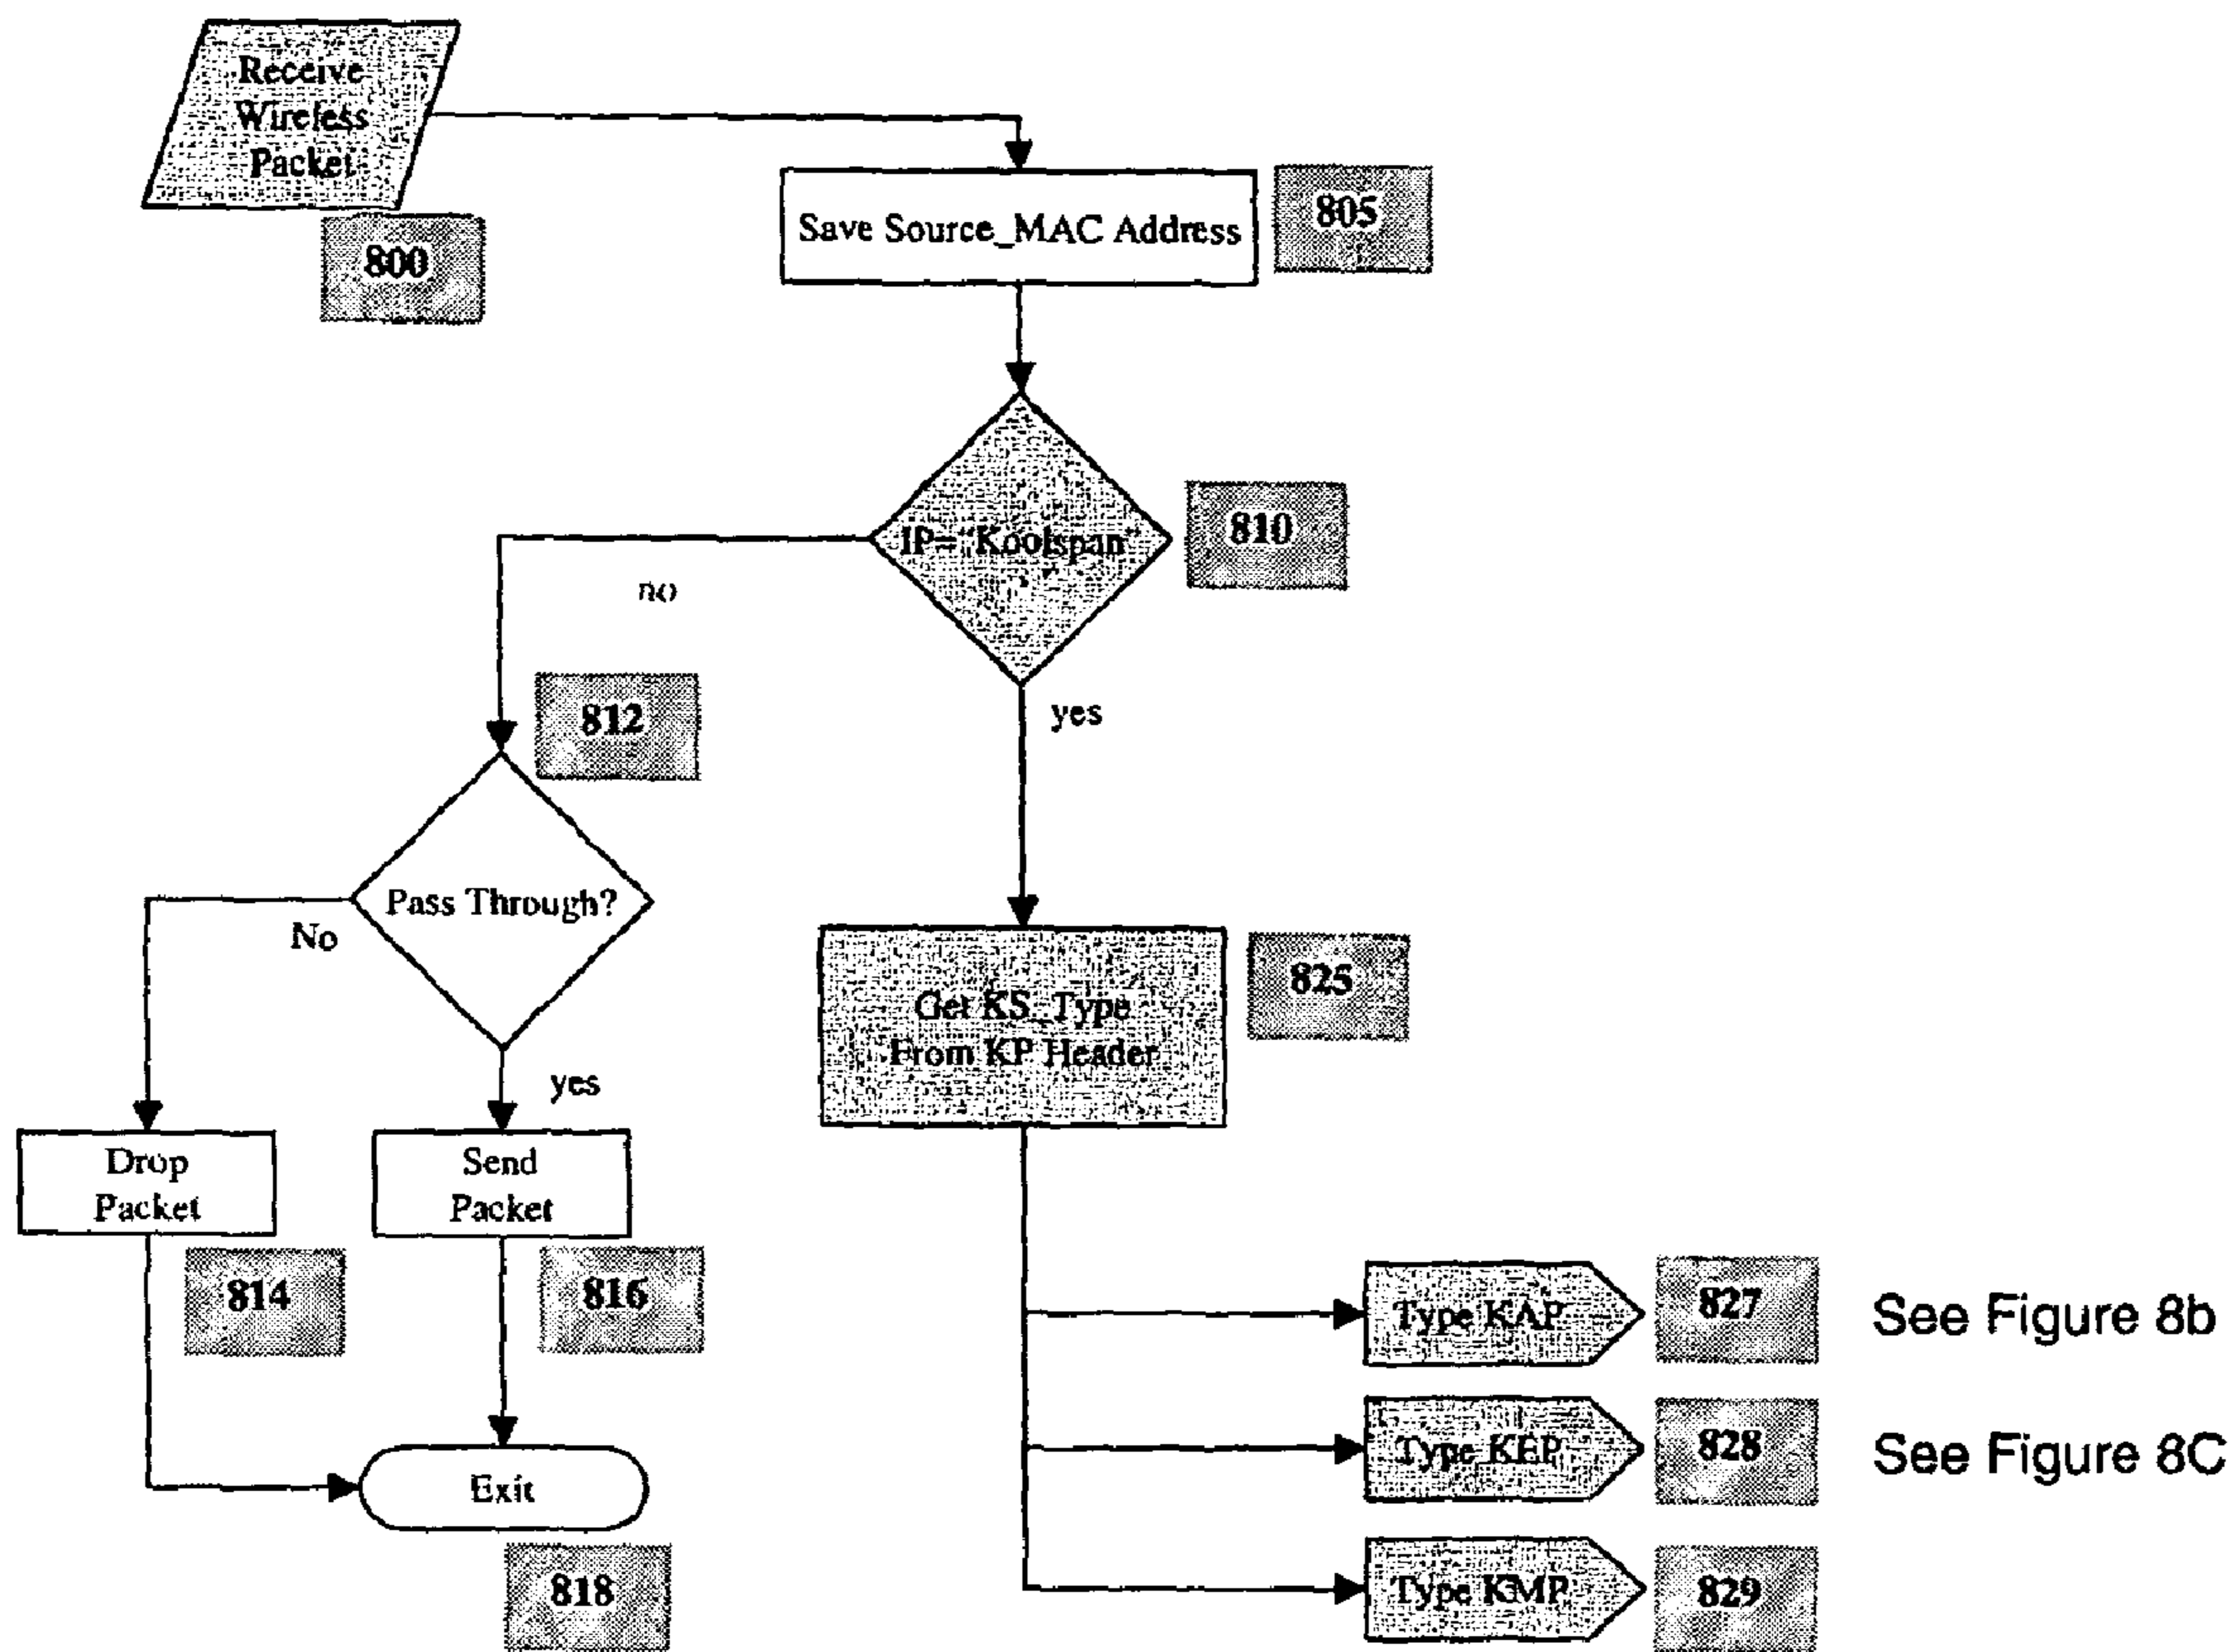 Receive
Wireless
Packet
800
Save Source_MAC Address
805
IP="Koolspan"
810
no
yes
812
Pass Through?
No
yes
Get KS_Type
From KP Header
825
Drop
Packet
814
Send
Packet
816
Exit
818
Type KAP
827
See Figure 8b
Type KEP
828
See Figure 8C
Type KMP
829